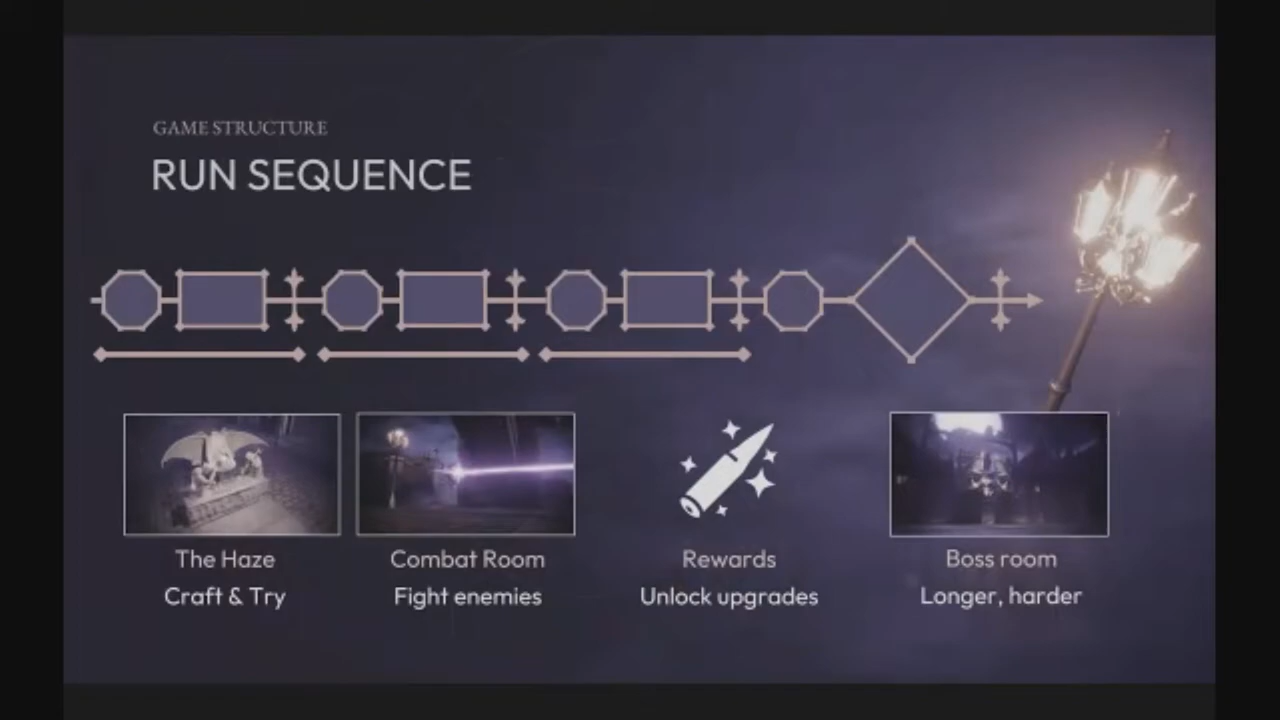 GAME STRUCTURE
RUN SEQUENCE
The Haze
Craft & Try
Combat Room
Fight enemies
Rewards
Unlock upgrades
Boss room
Longer, harder